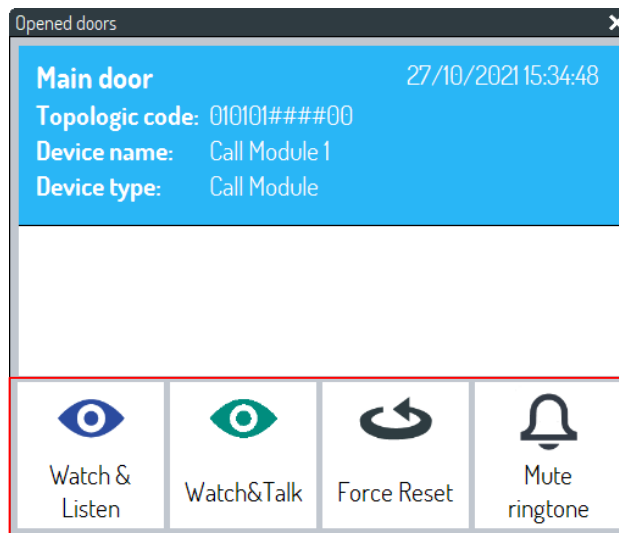 Opened doors
Main door 27/10/2021 15:34:48
Topologic code: 010101####00
Device name: Call Module 1
Device type: Call Module
Watch &
Listen
Watch&Talk
Force Reset
Mute
ringtone